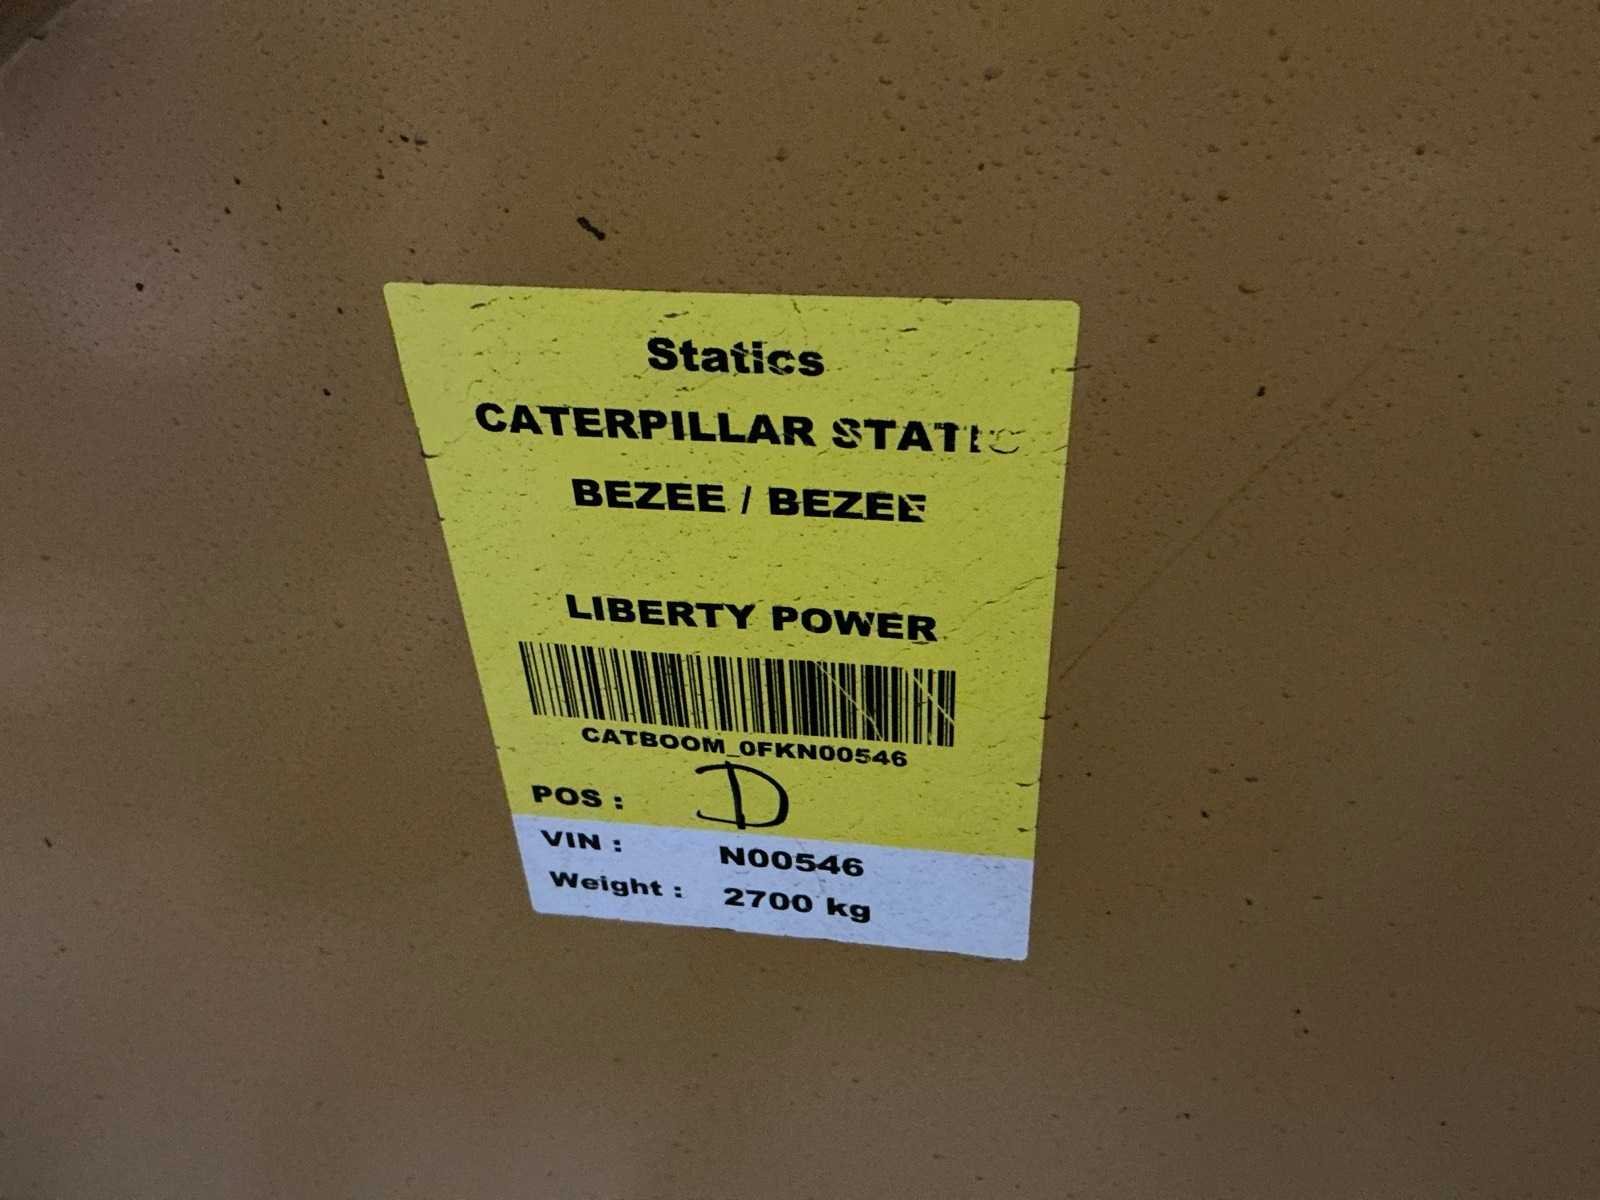 Statics
CATERPILLAR STATIC
BEZEE / BEZEE
LIBERTY POWER
CATBOOM_0FKN00546
POS : D
VIN : N00546
Weight : 2700 kg